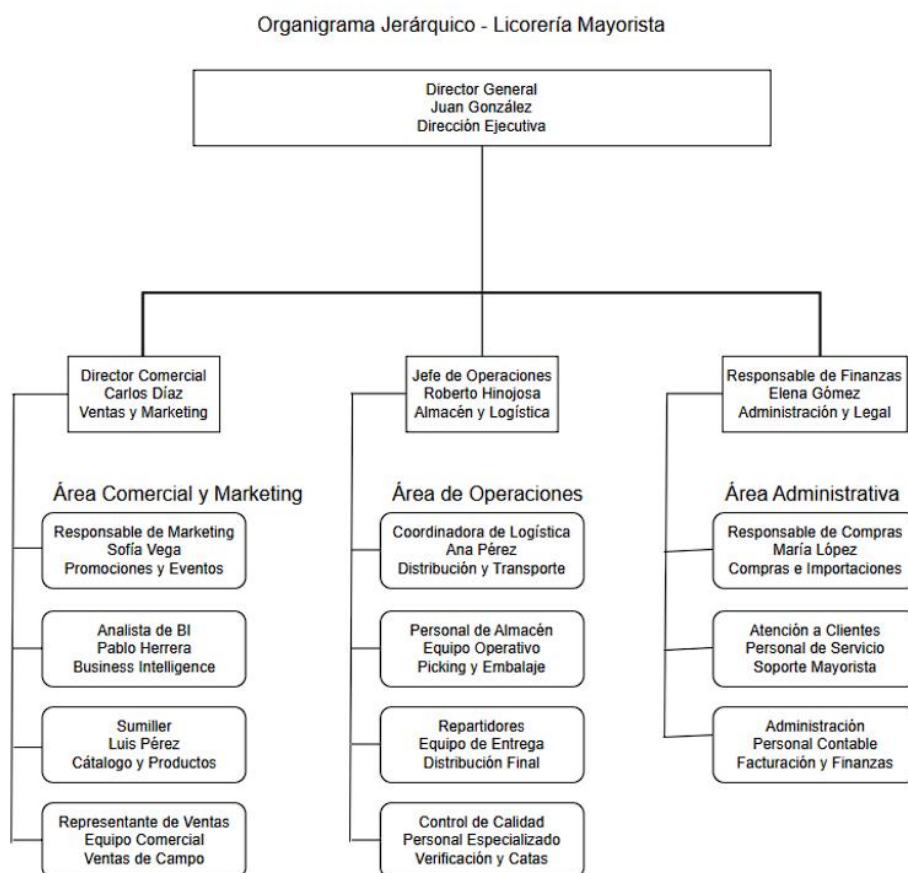 Organigrama Jerárquico - Licorería Mayorista
Director General
Juan González
Dirección Ejecutiva
Director Comercial
Carlos Díaz
Ventas y Marketing
Jefe de Operaciones
Roberto Hinojosa
Almacén y Logística
Responsable de Finanzas
Elena Gómez
Administración y Legal
Área Comercial y Marketing
Responsable de Marketing
Sofía Vega
Promociones y Eventos
Analista de BI
Pablo Herrera
Business Intelligence
Sumiller
Luis Pérez
Cátalogo y Productos
Representante de Ventas
Equipo Comercial
Ventas de Campo
Área de Operaciones
Coordinadora de Logística
Ana Pérez
Distribución y Transporte
Personal de Almacén
Equipo Operativo
Picking y Embalaje
Repartidores
Equipo de Entrega
Distribución Final
Control de Calidad
Personal Especializado
Verificación y Catas
Área Administrativa
Responsable de Compras
María López
Compras e Importaciones
Atención a Clientes
Personal de Servicio
Soporte Mayorista
Administración
Personal Contable
Facturación y Finanzas